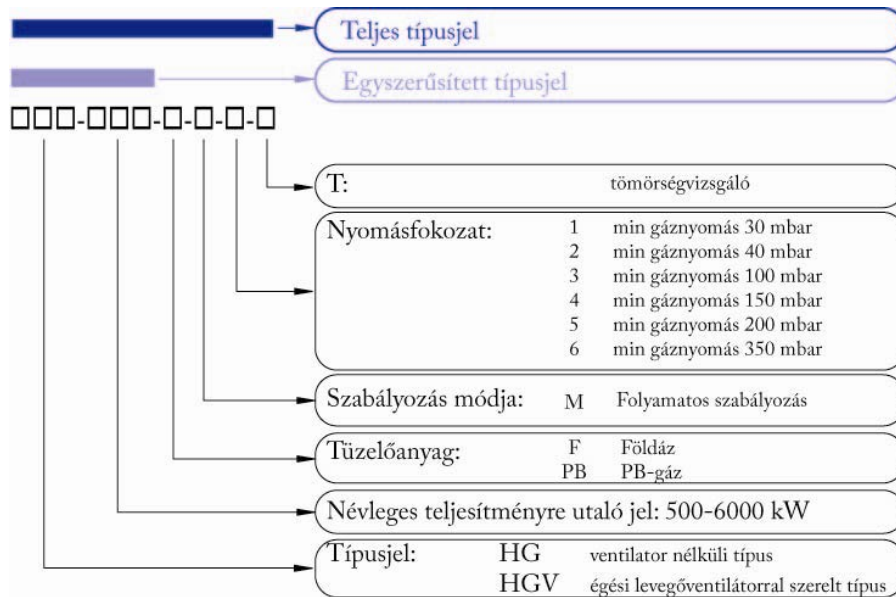 Teljes típusjel
Egyszerűsített típusjel
□□□-□□□-□-□-□-□
T: tömörségvizsgáló
Nyomásfokozat: 1 min gáznyomás 30 mbar
2 min gáznyomás 40 mbar
3 min gáznyomás 100 mbar
4 min gáznyomás 150 mbar
5 min gáznyomás 200 mbar
6 min gáznyomás 350 mbar
Szabályozás módja: M Folyamatos szabályozás
Tüzelőanyag: F Földáz
PB PB-gáz
Névleges teljesítményre utaló jel: 500-6000 kW
Típusjel: HG ventilator nélküli típus
HGV égési levegőventilátorral szerelt típus